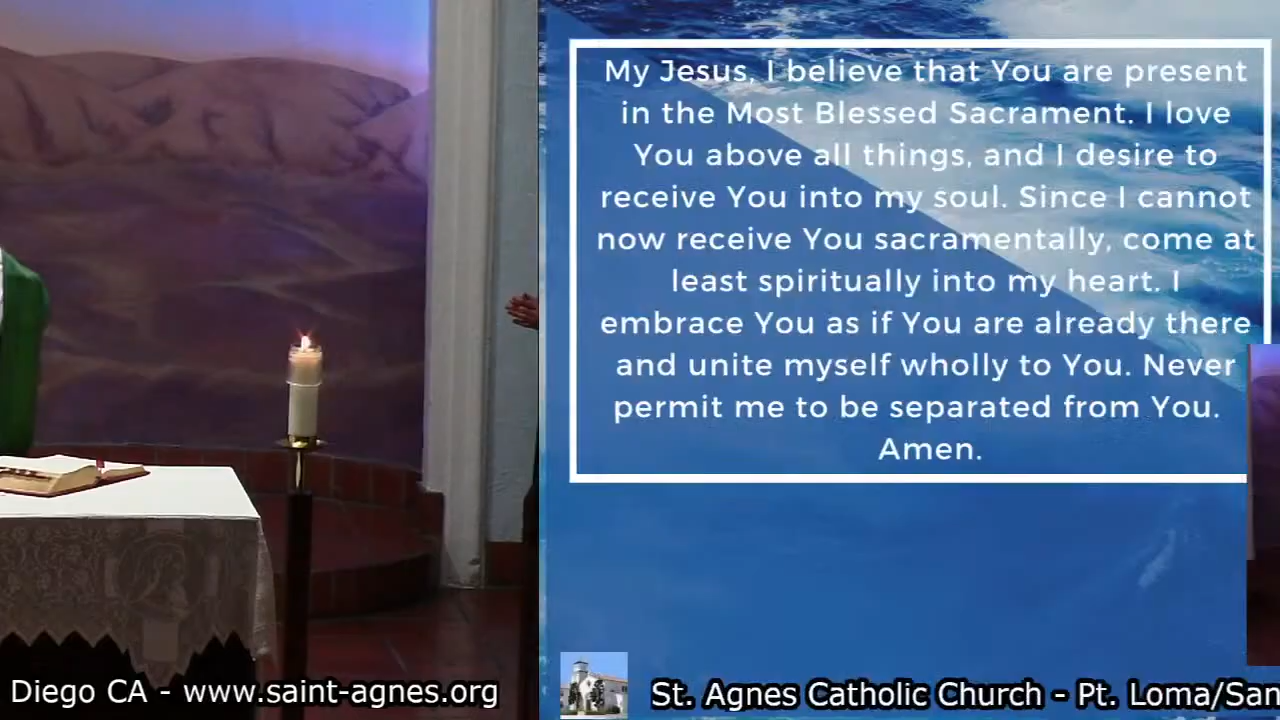 My Jesus, I believe that You are present
in the Most Blessed Sacrament. I love
You above all things, and I desire to
receive You into my soul. Since I cannot
now receive You sacramentally, come at
least spiritually into my heart. I
embrace You as if You are already there
and unite myself wholly to You. Never
permit me to be separated from You.
Amen.
Diego CA - www.saint-agnes.org
St. Agnes Catholic Church - Pt. Loma/San